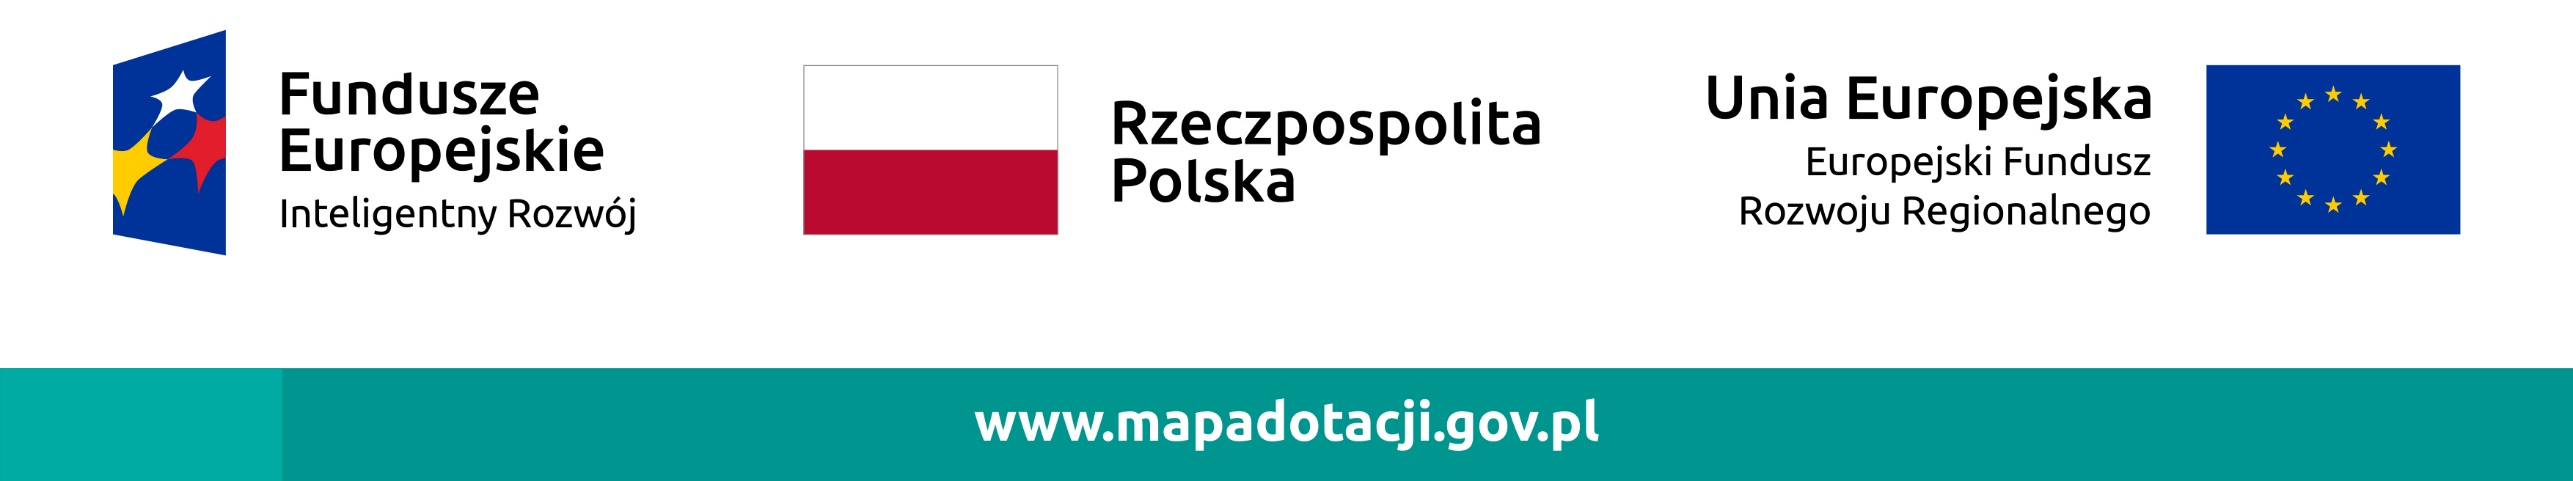 Fundusze
Europejskie
Inteligentny Rozwój
Rzeczpospolita
Polska
Unia Europejska
Europejski Fundusz
Rozwoju Regionalnego
www.mapadotacji.gov.pl